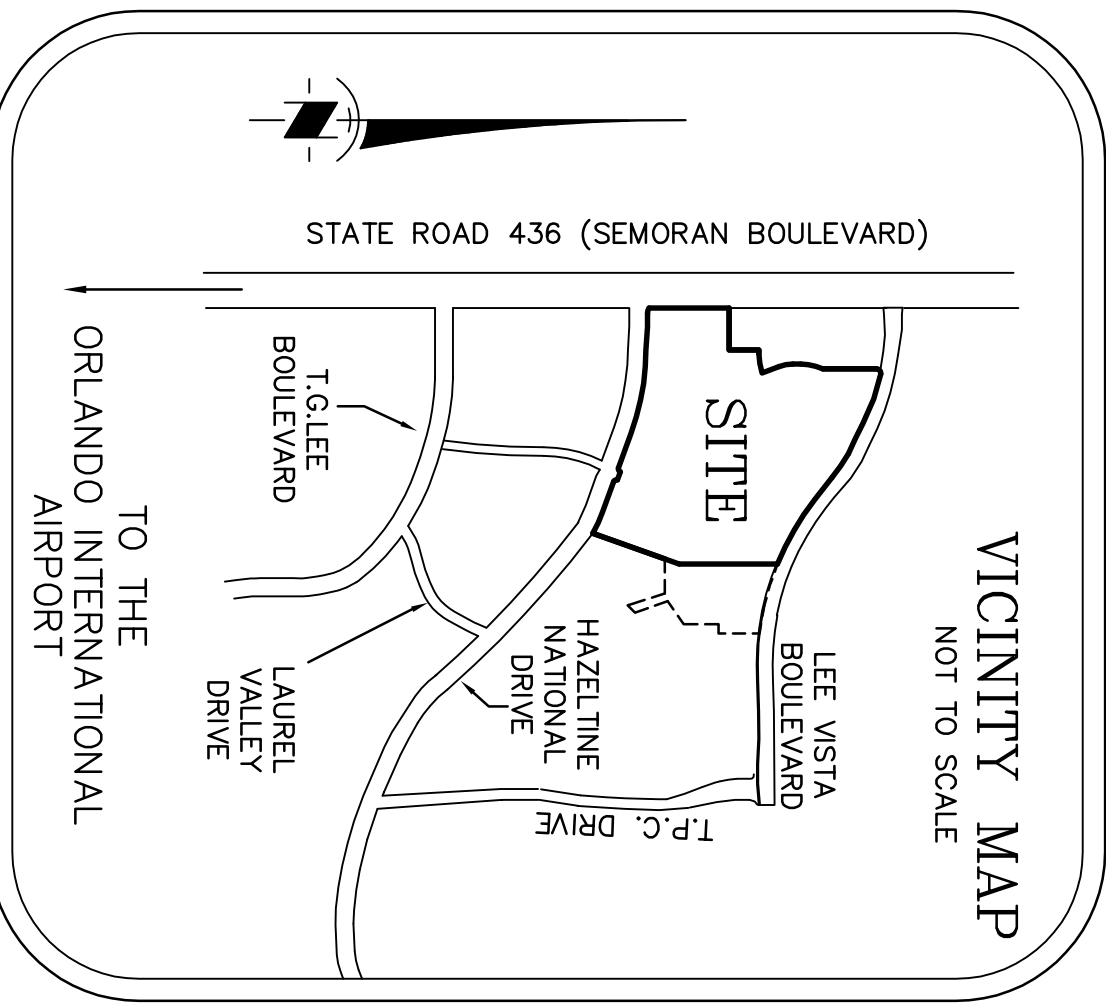 VICINITY MAP
NOT TO SCALE
STATE ROAD 436 (SEMORAN BOULEVARD)
SITE
LEE VISTA
BOULEVARD
T.P.C. DRIVE
HAZELTINE
NATIONAL
DRIVE
T.G.LEE
BOULEVARD
LAUREL
VALLEY
DRIVE
TO THE
ORLANDO INTERNATIONAL
AIRPORT